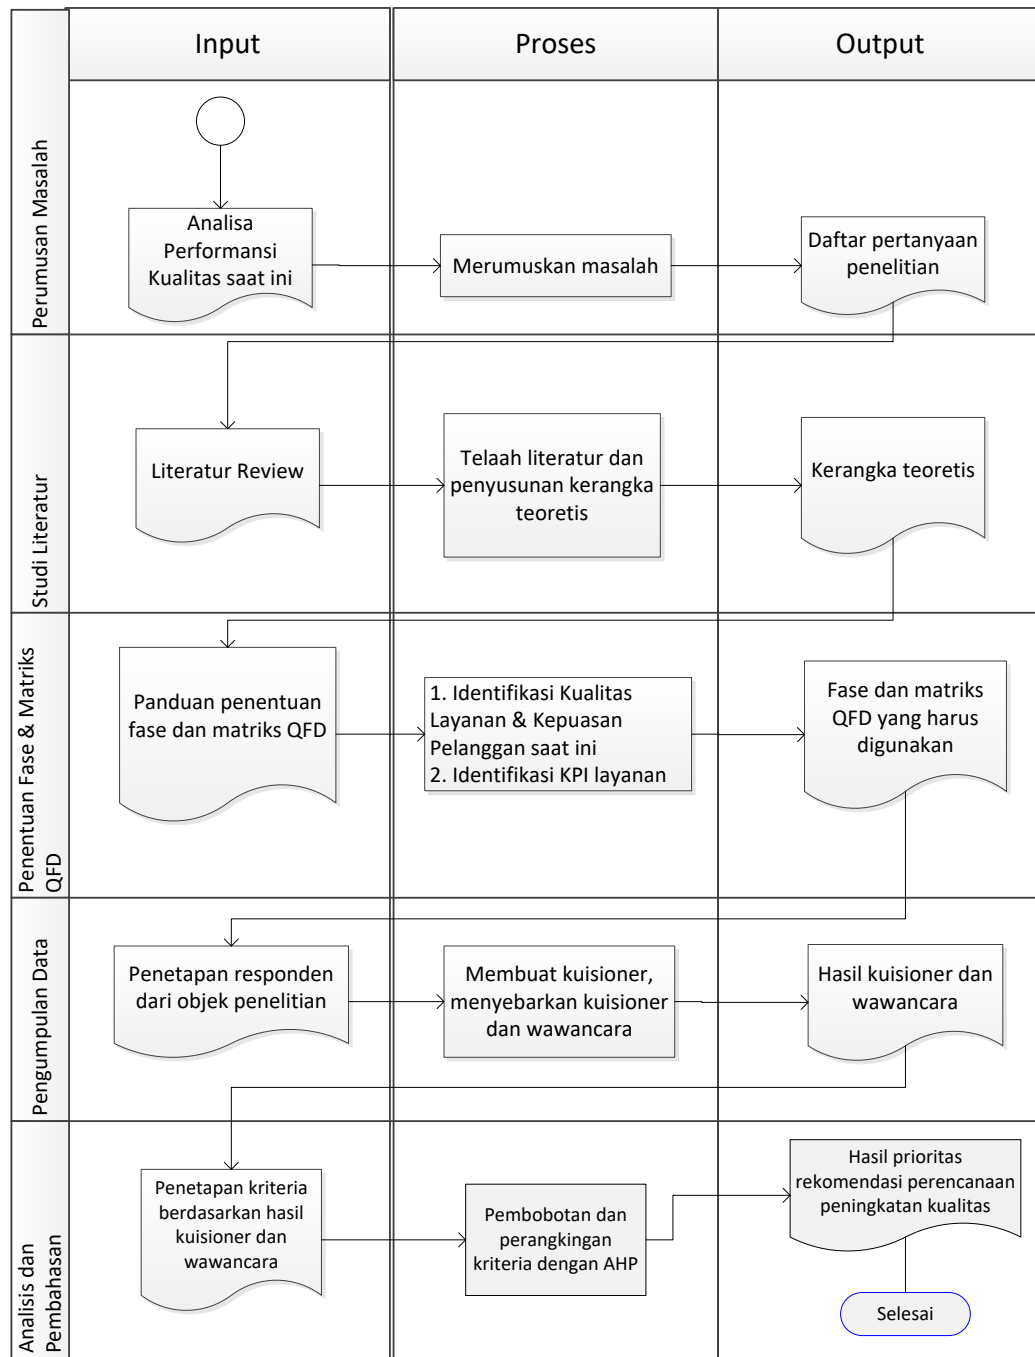 Input
Proses
Output
Perumusan Masalah
Analisa
Performansi
Kualitas saat ini
Merumuskan masalah
Daftar pertanyaan
penelitian
Studi Literatur
Literatur Review
Telaah literatur dan
penyusunan kerangka
teoretis
Kerangka teoretis
Penentuan Fase & Matriks
QFD
Panduan penentuan
fase dan matriks QFD
1. Identifikasi Kualitas
Layanan & Kepuasan
Pelanggan saat ini
2. Identifikasi KPI layanan
Fase dan matriks
QFD yang harus
digunakan
Pengumpulan Data
Penetapan responden
dari objek penelitian
Membuat kuisioner,
menyebarkan kuisioner
dan wawancara
Hasil kuisioner dan
wawancara
Analisis dan
Pembahasan
Penetapan kriteria
berdasarkan hasil
kuisioner dan
wawancara
Pembobotan dan
perangkingan
kriteria dengan AHP
Hasil prioritas
rekomendasi perencanaan
peningkatan kualitas
Selesai